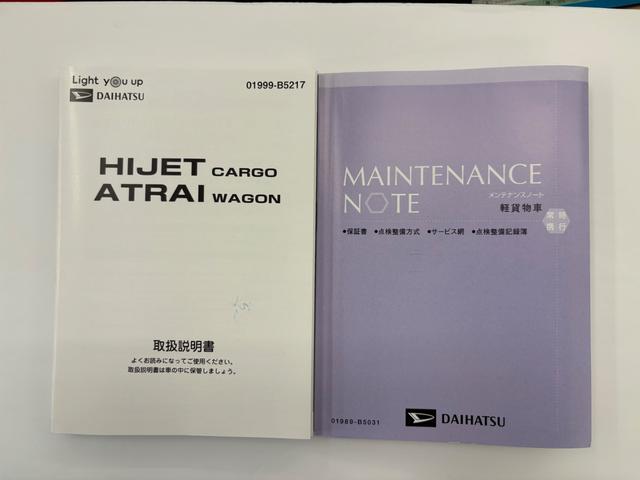 Light you up
DAIHATSU
01999-B5217
HIJET CARGO
ATRAI WAGON
取扱説明書
よくお読みになってご使用ください。
取扱説明書は車の中に保管しましょう。
MAINTENANCE
NOTE
メンテナンスノート
軽貨物車
常時
携行
•保証書 •点検整備方式 •サービス網 •点検整備記録簿
01989-B5031
DAIHATSU